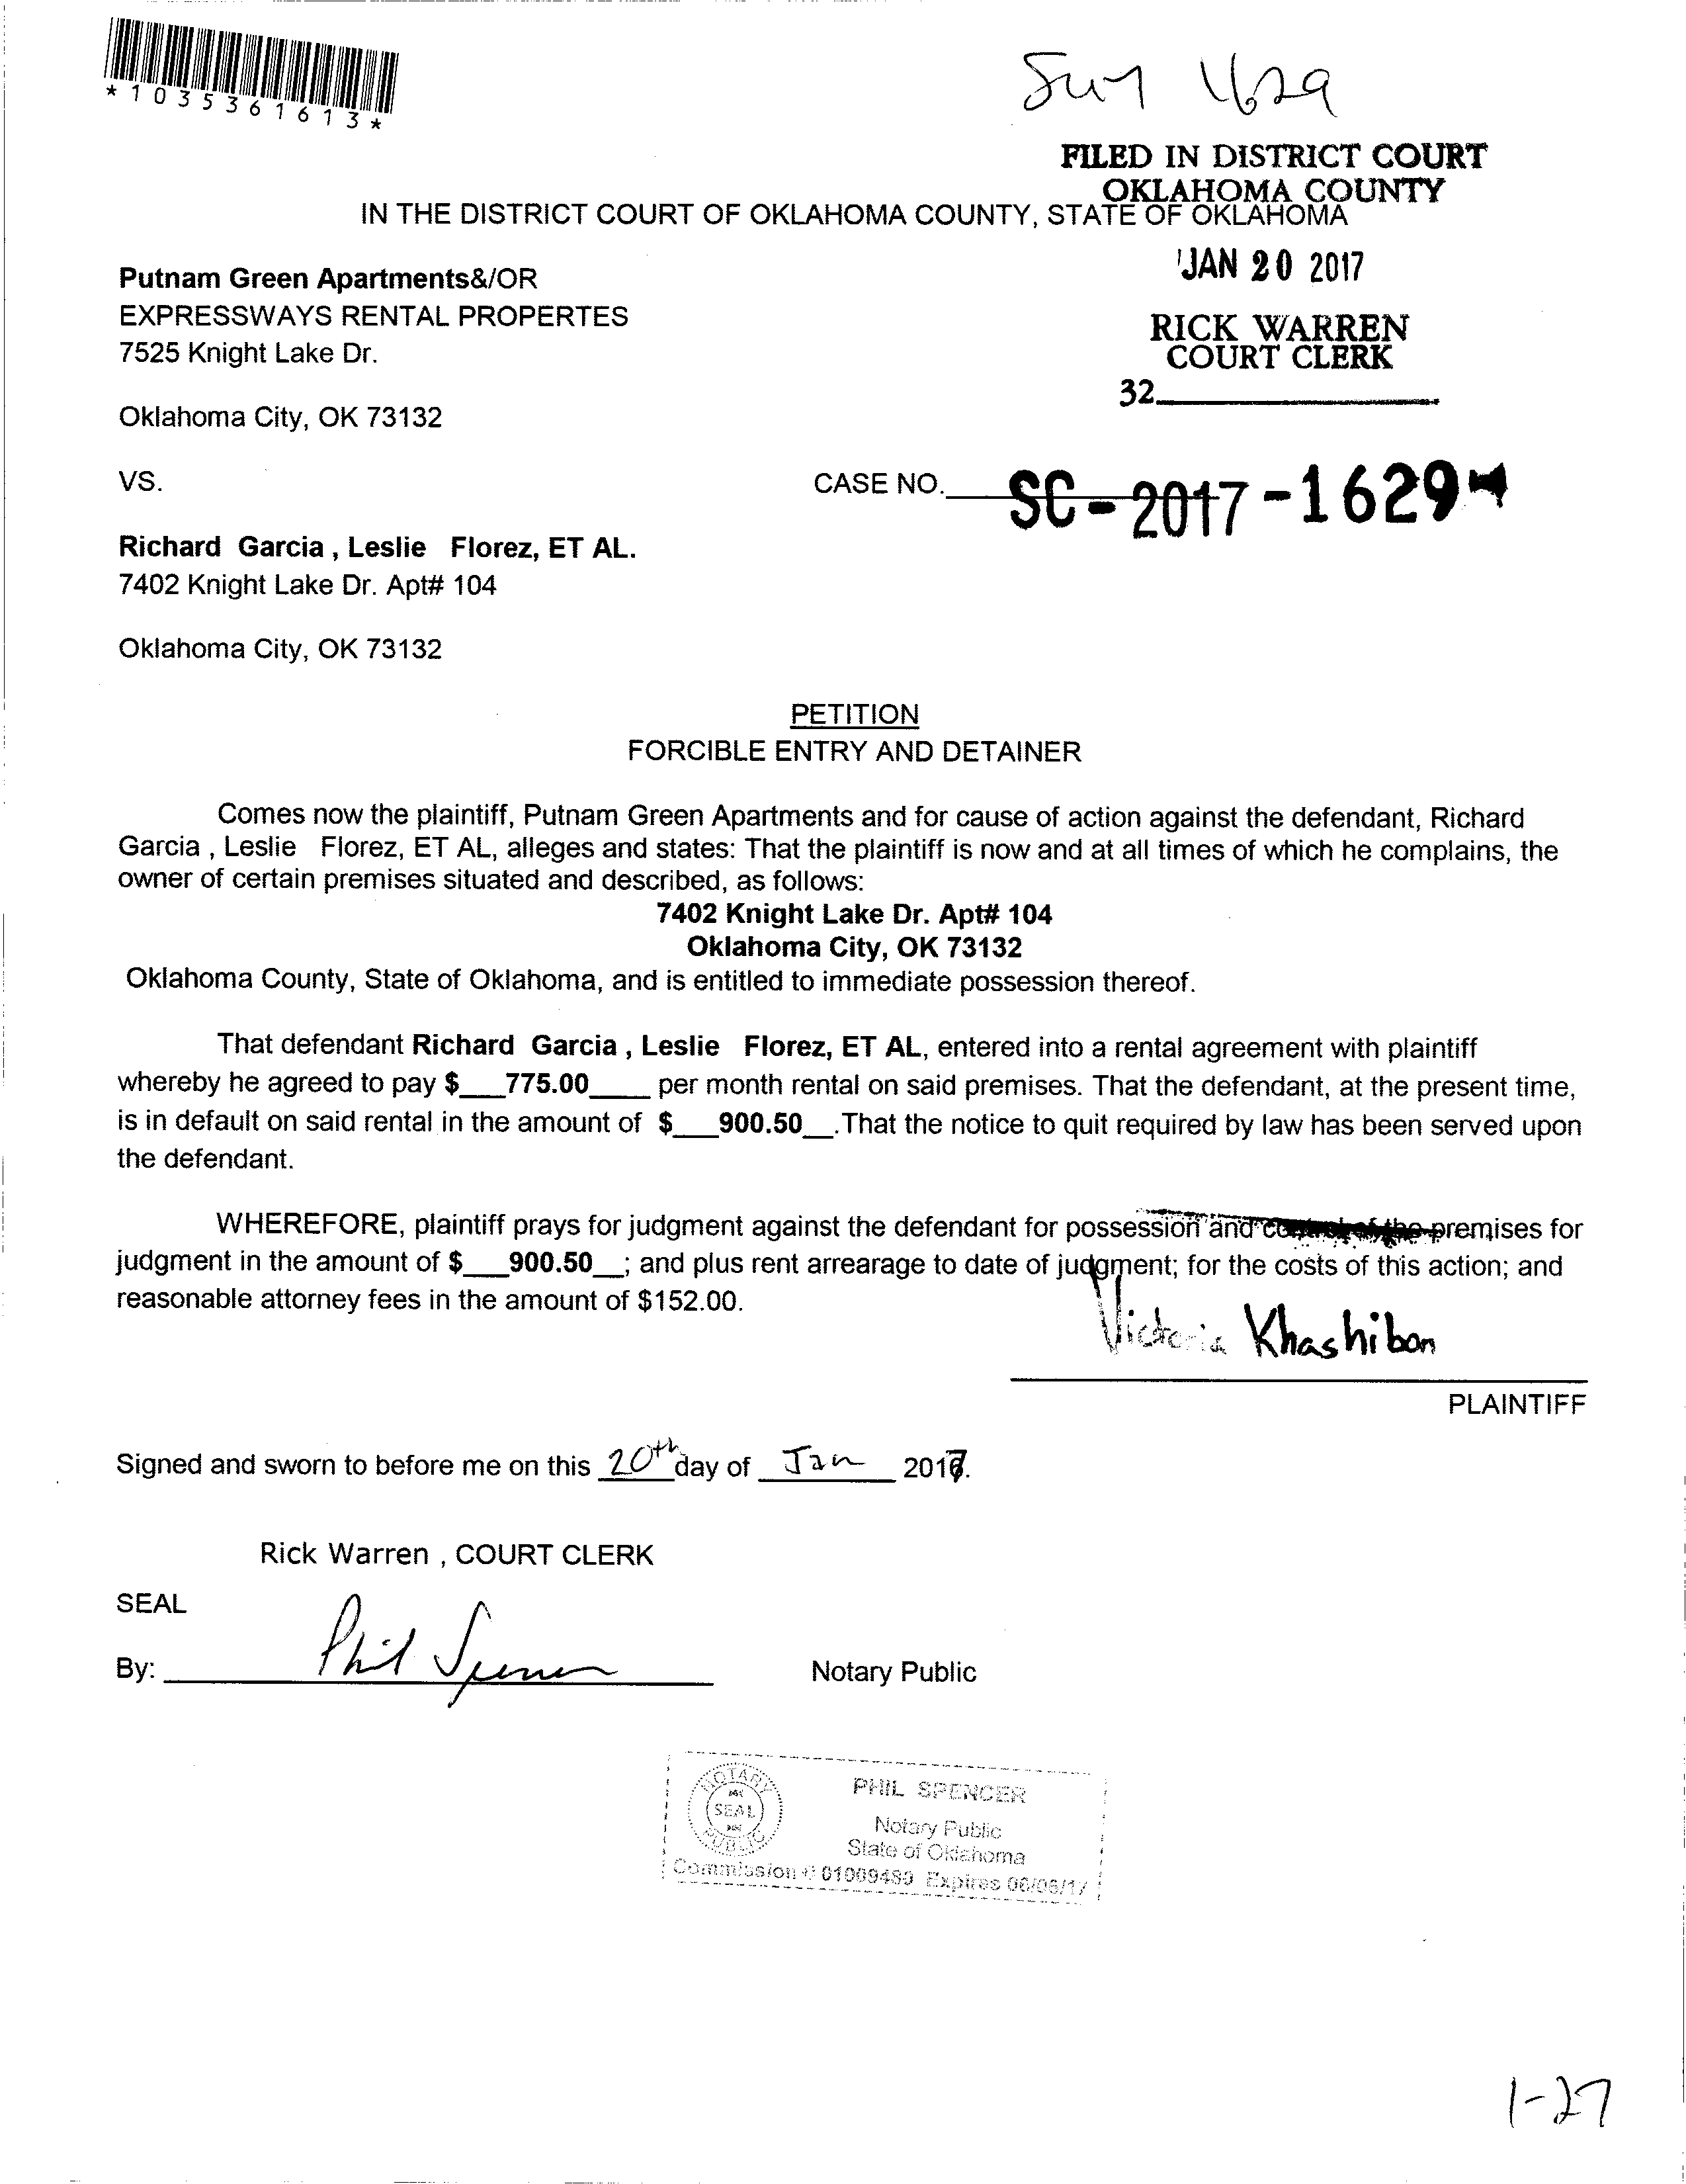 *1035361613*
1629
FILED IN DISTRICT COURT
OKLAHOMA COUNTY
IN THE DISTRICT COURT OF OKLAHOMA COUNTY, STATE OF OKLAHOMA
JAN 20 2017
Putnam Green Apartments&/OR
EXPRESSWAYS RENTAL PROPERTES
7525 Knight Lake Dr.
RICK WARREN
COURT CLERK
32
Oklahoma City, OK 73132
VS.
CASE NO. SC-2017-1629
Richard Garcia , Leslie Florez, ET AL.
7402 Knight Lake Dr. Apt# 104
Oklahoma City, OK 73132
PETITION
FORCIBLE ENTRY AND DETAINER
Comes now the plaintiff, Putnam Green Apartments and for cause of action against the defendant, Richard
Garcia , Leslie Florez, ET AL, alleges and states: That the plaintiff is now and at all times of which he complains, the
owner of certain premises situated and described, as follows:
7402 Knight Lake Dr. Apt# 104
Oklahoma City, OK 73132
Oklahoma County, State of Oklahoma, and is entitled to immediate possession thereof.
That defendant Richard Garcia , Leslie Florez, ET AL, entered into a rental agreement with plaintiff
whereby he agreed to pay $___775.00____ per month rental on said premises. That the defendant, at the present time,
is in default on said rental in the amount of $___900.50__.That the notice to quit required by law has been served upon
the defendant.
WHEREFORE, plaintiff prays for judgment against the defendant for possession and control of the premises for
judgment in the amount of $___900.50__; and plus rent arrearage to date of judgment; for the costs of this action; and
reasonable attorney fees in the amount of $152.00.
Victoria Khashibon
PLAINTIFF
Signed and sworn to before me on this 20th day of Jan 2017.
Rick Warren , COURT CLERK
SEAL
By: Phil Spencer Notary Public
NOTARY PUBLIC SEAL
PHIL SPENCER
Notary Public
State of Oklahoma
Commission # 01009489 Expires 06/05/17
1-27